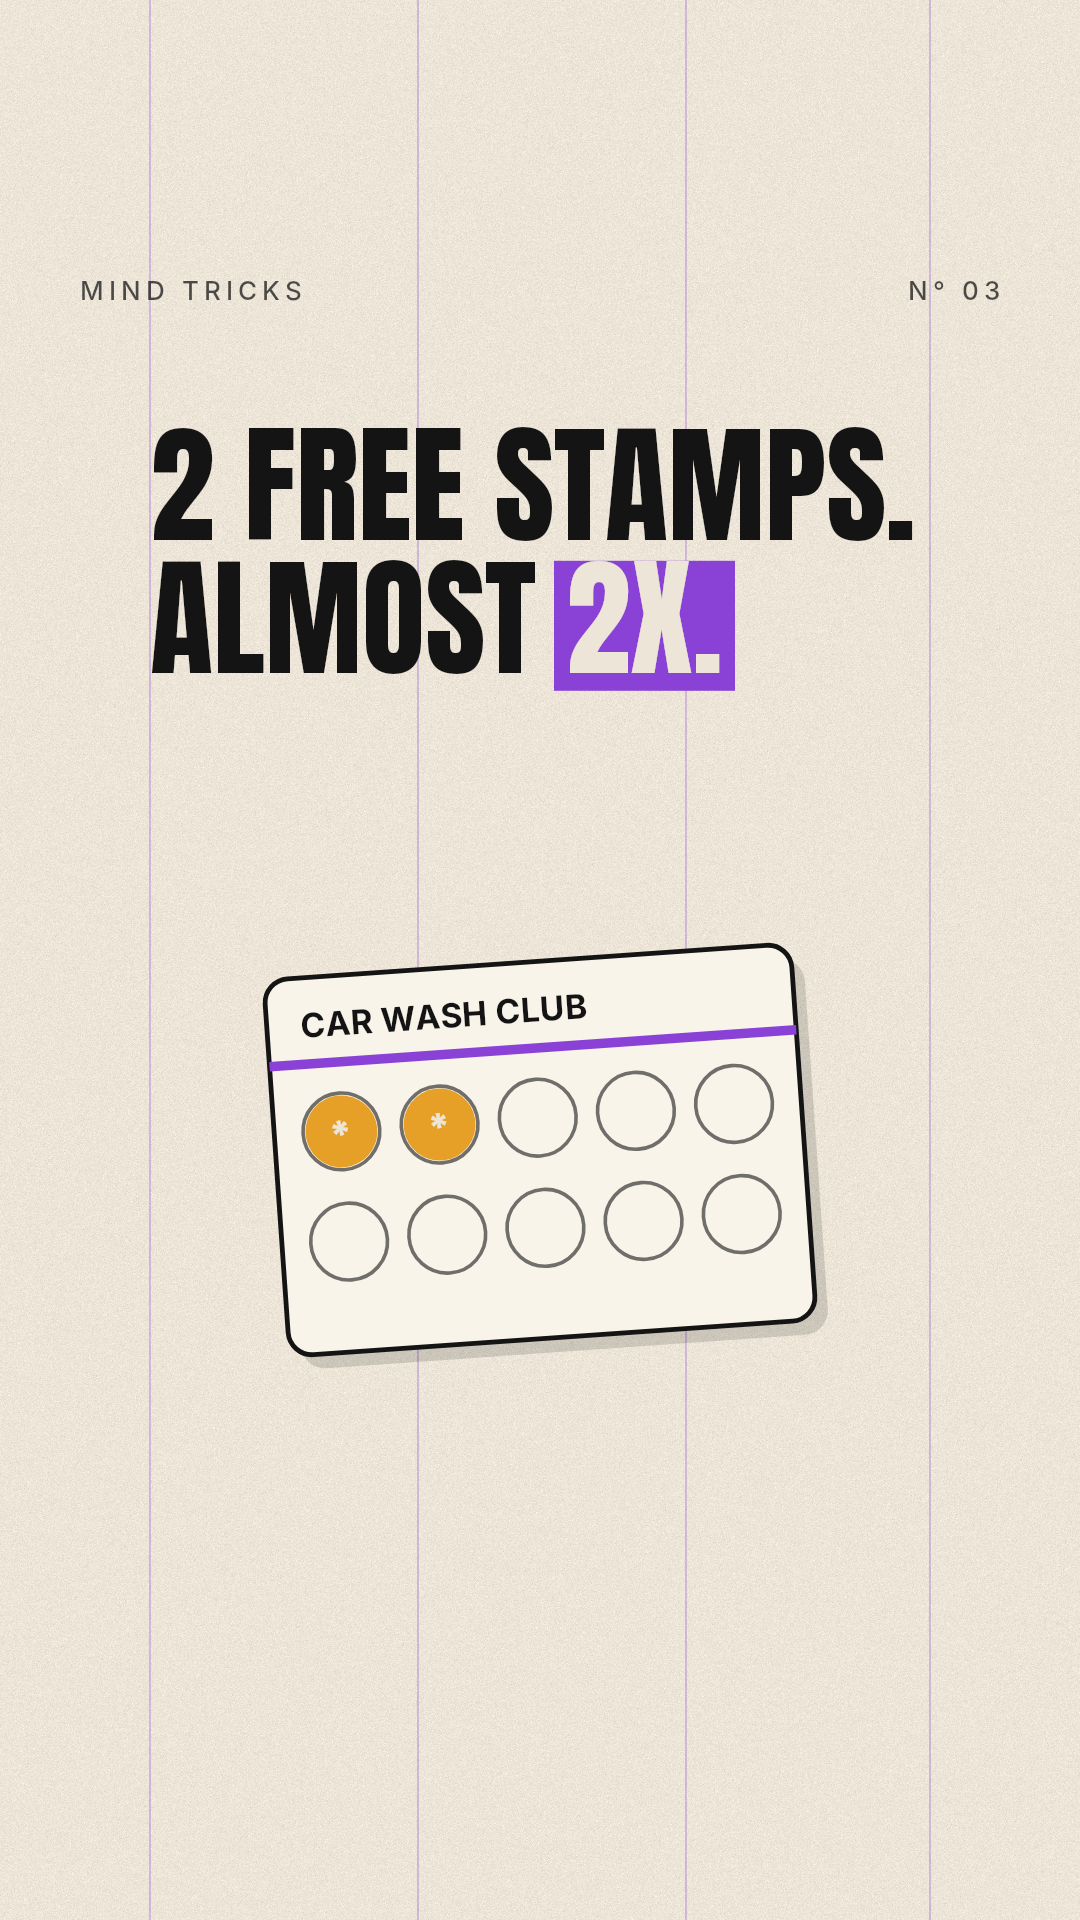 MIND TRICKS
N° 03
2 FREE STAMPS.
ALMOST 2X.
CAR WASH CLUB
* *